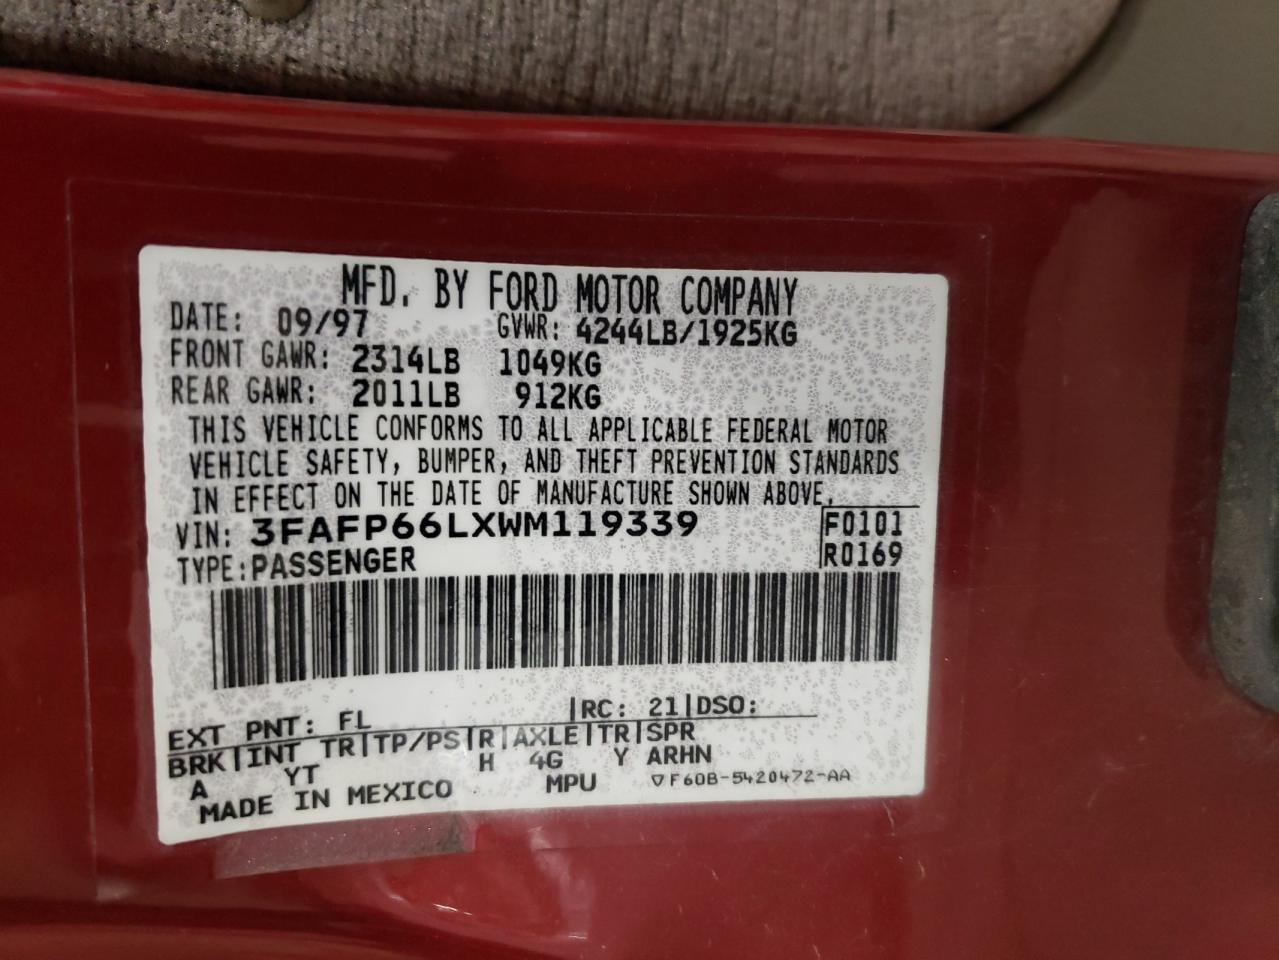 MFD. BY FORD MOTOR COMPANY
DATE: 09/97 GVWR: 4244LB/1925KG
FRONT GAWR: 2314LB 1049KG
REAR GAWR: 2011LB 912KG
THIS VEHICLE CONFORMS TO ALL APPLICABLE FEDERAL MOTOR
VEHICLE SAFETY, BUMPER, AND THEFT PREVENTION STANDARDS
IN EFFECT ON THE DATE OF MANUFACTURE SHOWN ABOVE.
VIN: 3FAFP66LXWM119339 F0101
TYPE: PASSENGER R0169
EXT PNT: FL |RC: 21|DSO:
BRK|INT TR|TP/PS|R|AXLE|TR|SPR
A YT H 4G Y ARHN
MADE IN MEXICO MPU ▽F60B-5420472-AA